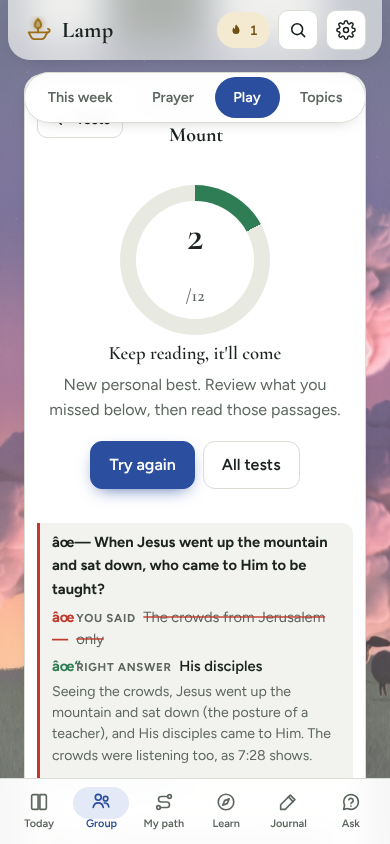 Lamp
1
This week
Prayer
Play
Topics
Mount
2
/12
Keep reading, it'll come
New personal best. Review what you
missed below, then read those passages.
Try again
All tests
âœ— When Jesus went up the mountain
and sat down, who came to Him to be
taught?
âœ— YOU SAID The crowds from Jerusalem
only
âœ“ RIGHT ANSWER His disciples
Seeing the crowds, Jesus went up the
mountain and sat down (the posture of a
teacher), and His disciples came to Him. The
crowds were listening too, as 7:28 shows.
Today
Group
My path
Learn
Journal
Ask